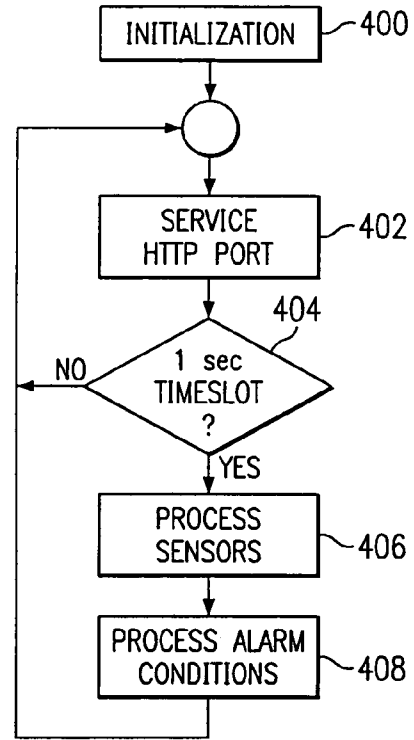 INITIALIZATION
400
SERVICE
HTTP PORT
402
404
1 sec
TIMESLOT
?
NO
YES
PROCESS
SENSORS
406
PROCESS ALARM
CONDITIONS
408